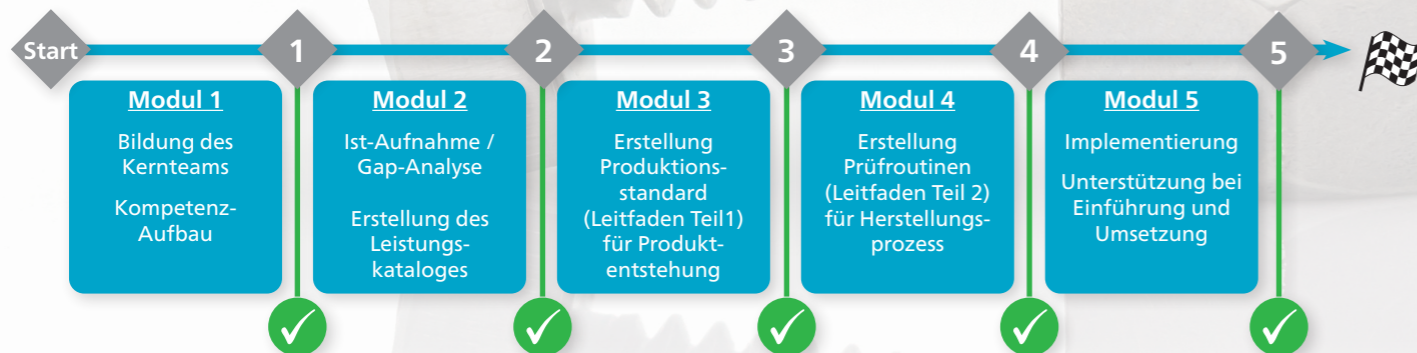 Start
1
2
3
4
5
Modul 1
Bildung des
Kernteams
Kompetenz-
Aufbau
Modul 2
Ist-Aufnahme /
Gap-Analyse
Erstellung des
Leistungs-
kataloges
Modul 3
Erstellung
Produktions-
standard
(Leitfaden Teil1)
für Produkt-
entstehung
Modul 4
Erstellung
Prüfroutinen
(Leitfaden Teil 2)
für Herstellungs-
prozess
Modul 5
Implementierung
Unterstützung bei
Einführung und
Umsetzung